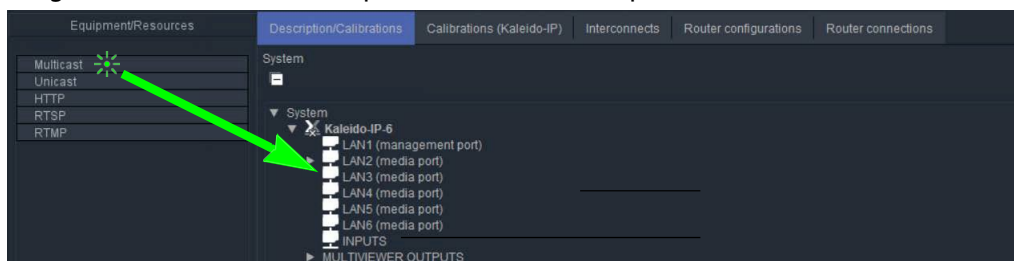 Equipment/Resources
Description/Calibrations Calibrations (Kaleido-IP) Interconnects Router configurations Router connections
Multicast
Unicast
HTTP
RTSP
RTMP
System
System
Kaleido-IP-6
LAN1 (management port)
LAN2 (media port)
LAN3 (media port)
LAN4 (media port)
LAN5 (media port)
LAN6 (media port)
INPUTS
MULTIVIEWER OUTPUTS